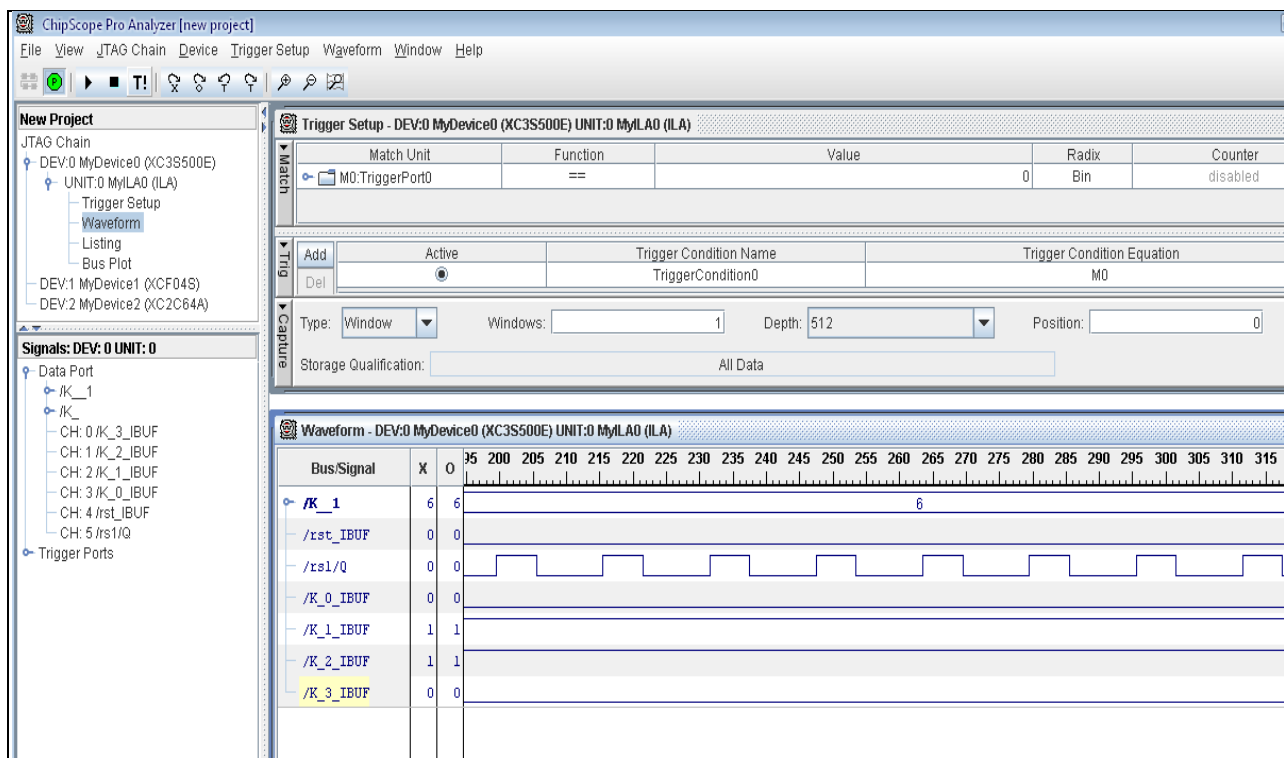 ChipScope Pro Analyzer [new project]
File View JTAG Chain Device Trigger Setup Waveform Window Help
P T! X O T
New Project
JTAG Chain
DEV:0 MyDevice0 (XC3S500E)
UNIT:0 MyILA0 (ILA)
Trigger Setup
Waveform
Listing
Bus Plot
DEV:1 MyDevice1 (XCF04S)
DEV:2 MyDevice2 (XC2C64A)
Signals: DEV: 0 UNIT: 0
Data Port
/K__1
/K_
CH: 0 /K_3_IBUF
CH: 1 /K_2_IBUF
CH: 2 /K_1_IBUF
CH: 3 /K_0_IBUF
CH: 4 /rst_IBUF
CH: 5 /rs1/Q
Trigger Ports
Trigger Setup - DEV:0 MyDevice0 (XC3S500E) UNIT:0 MyILA0 (ILA)
Match
Match Unit Function Value Radix Counter
M0:TriggerPort0 == 0 Bin disabled
Trig
Add Active Trigger Condition Name Trigger Condition Equation
Del TriggerCondition0 M0
Capture
Type: Window Windows: 1 Depth: 512 Position: 0
Storage Qualification: All Data
Waveform - DEV:0 MyDevice0 (XC3S500E) UNIT:0 MyILA0 (ILA)
Bus/Signal X O 95 200 205 210 215 220 225 230 235 240 245 250 255 260 265 270 275 280 285 290 295 300 305 310 315
/K__1 6 6 6
/rst_IBUF 0 0
/rs1/Q 0 0
/K_0_IBUF 0 0
/K_1_IBUF 1 1
/K_2_IBUF 1 1
/K_3_IBUF 0 0